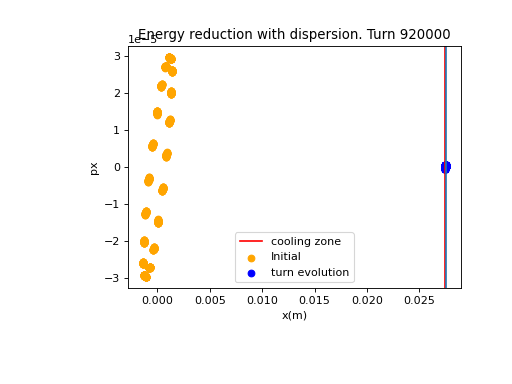 Energy reduction with dispersion. Turn 920000
1e−5
3
2
1
0
−1
−2
−3
px
cooling zone
Initial
turn evolution
0.000 0.005 0.010 0.015 0.020 0.025
x(m)